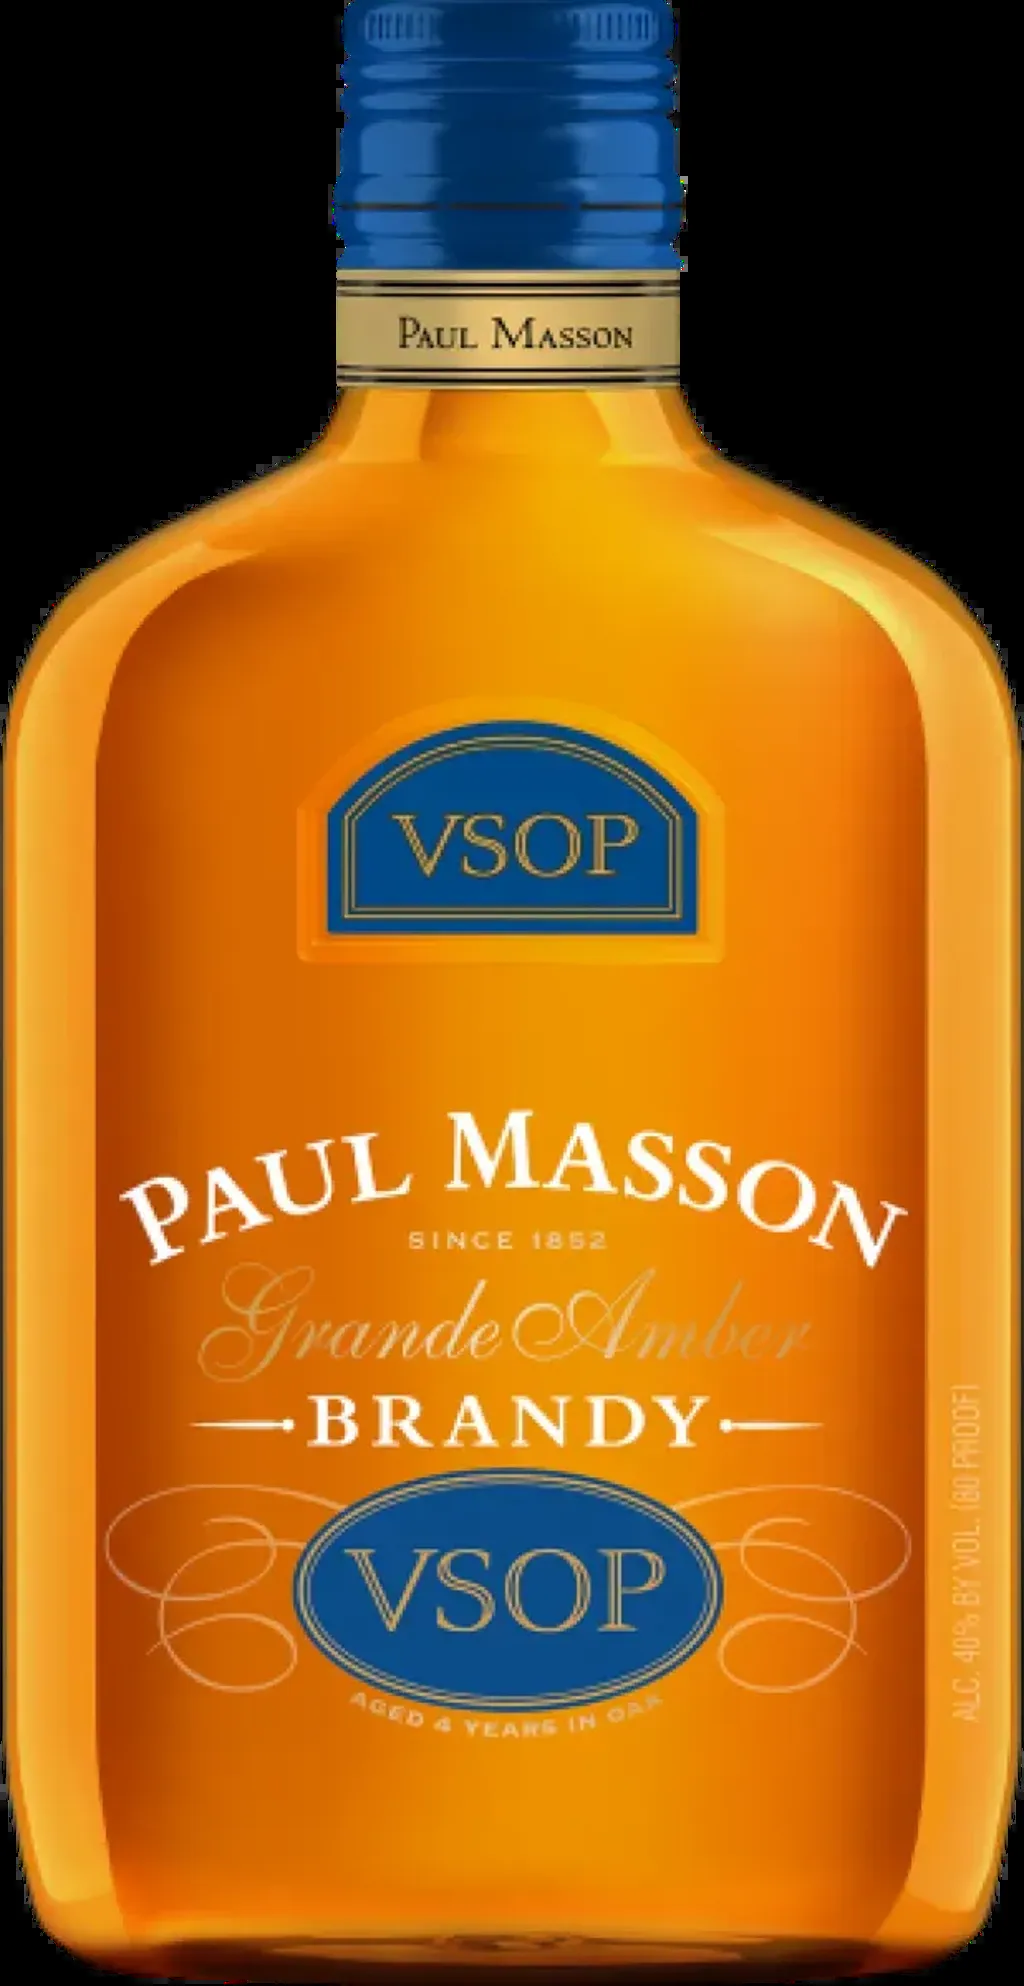 PAUL MASSON
VSOP
PAUL MASSON
SINCE 1852
Grande Amber
BRANDY
VSOP
AGED 4 YEARS IN OAK
ALC. 40% BY VOL. (80 PROOF)